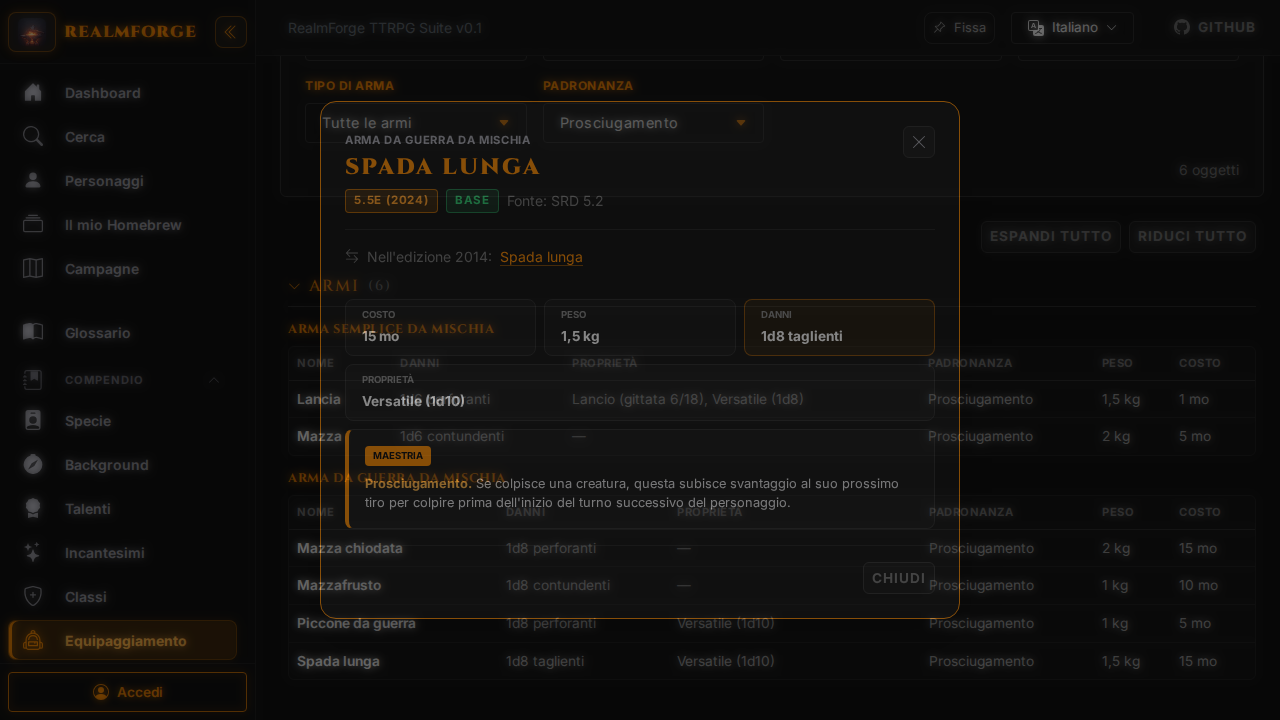 REALMFORGE
RealmForge TTRPG Suite v0.1
Fissa
Italiano
GITHUB
Dashboard
Cerca
Personaggi
Il mio Homebrew
Campagne
Glossario
COMPENDIO
Specie
Background
Talenti
Incantesimi
Classi
Equipaggiamento
Accedi
TIPO DI ARMA
PADRONANZA
Tutte le armi
Prosciugamento
6 oggetti
ESPANDI TUTTO
RIDUCI TUTTO
ARMI (6)
ARMA SEMPLICE DA MISCHIA
NOME DANNI PROPRIETÀ PADRONANZA PESO COSTO
Lancia perforanti Lancio (gittata 6/18), Versatile (1d8) Prosciugamento 1,5 kg 1 mo
Mazza 1d6 contundenti — Prosciugamento 2 kg 5 mo
ARMA DA GUERRA DA MISCHIA
NOME DANNI PROPRIETÀ PADRONANZA PESO COSTO
Mazza chiodata 1d8 perforanti — Prosciugamento 2 kg 15 mo
Mazzafrusto 1d8 contundenti — Prosciugamento 1 kg 10 mo
Piccone da guerra 1d8 perforanti Versatile (1d10) Prosciugamento 1 kg 5 mo
Spada lunga 1d8 taglienti Versatile (1d10) Prosciugamento 1,5 kg 15 mo
ARMA DA GUERRA DA MISCHIA
SPADA LUNGA
5.5E (2024) BASE Fonte: SRD 5.2
Nell'edizione 2014: Spada lunga
COSTO
15 mo
PESO
1,5 kg
DANNI
1d8 taglienti
PROPRIETÀ
Versatile (1d10)
MAESTRIA
Prosciugamento. Se colpisce una creatura, questa subisce svantaggio al suo prossimo
tiro per colpire prima dell'inizio del turno successivo del personaggio.
CHIUDI